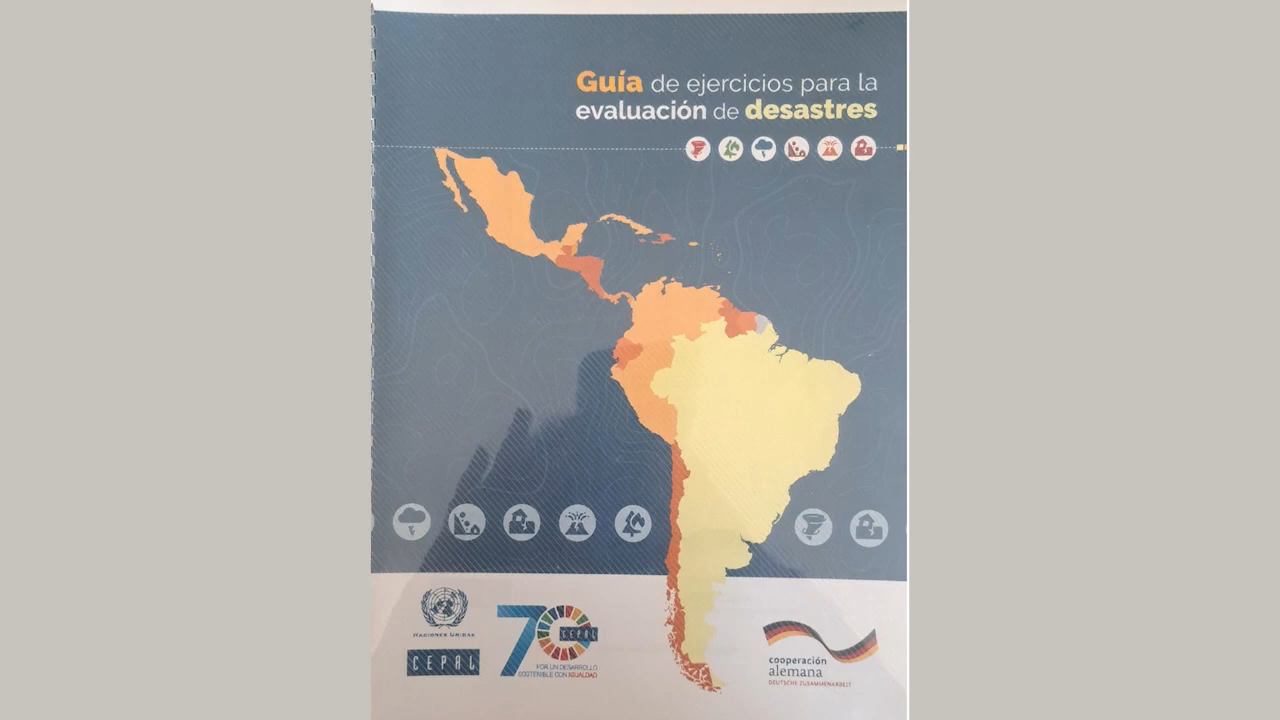 Guía de ejercicios para la
evaluación de desastres
NACIONES UNIDAS
CEPAL
70
CEPAL
POR UN DESARROLLO
SOSTENIBLE CON IGUALDAD
cooperación
alemana
DEUTSCHE ZUSAMMENARBEIT